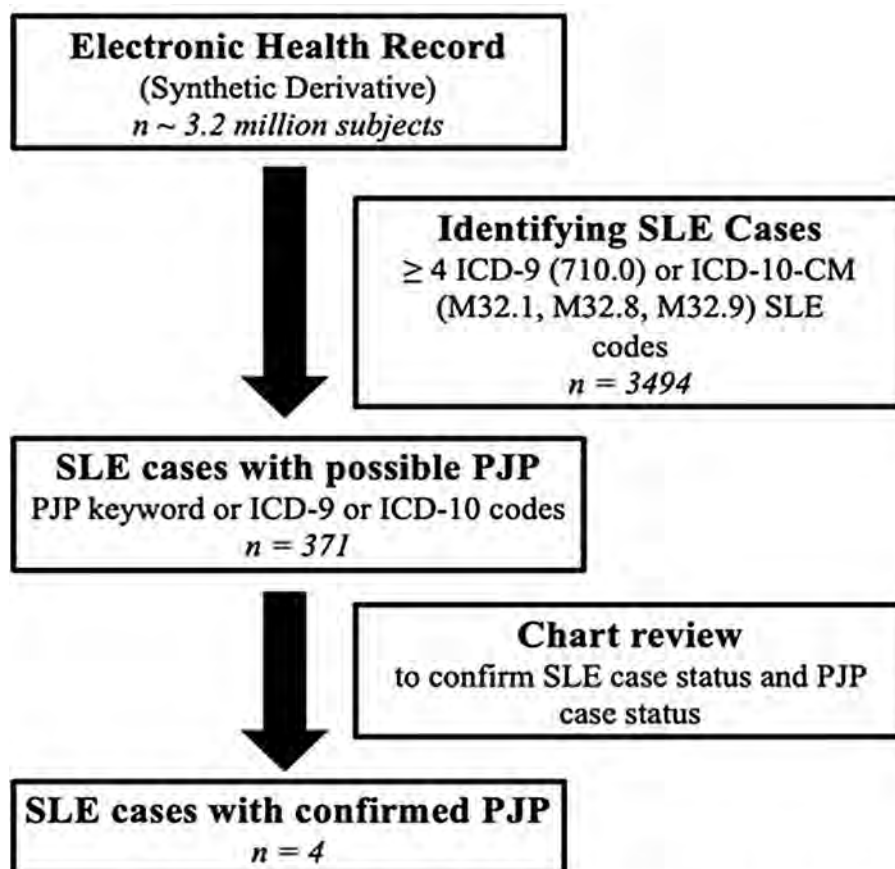 Electronic Health Record
(Synthetic Derivative)
n ~ 3.2 million subjects
Identifying SLE Cases
≥ 4 ICD-9 (710.0) or ICD-10-CM
(M32.1, M32.8, M32.9) SLE
codes
n = 3494
SLE cases with possible PJP
PJP keyword or ICD-9 or ICD-10 codes
n = 371
Chart review
to confirm SLE case status and PJP
case status
SLE cases with confirmed PJP
n = 4